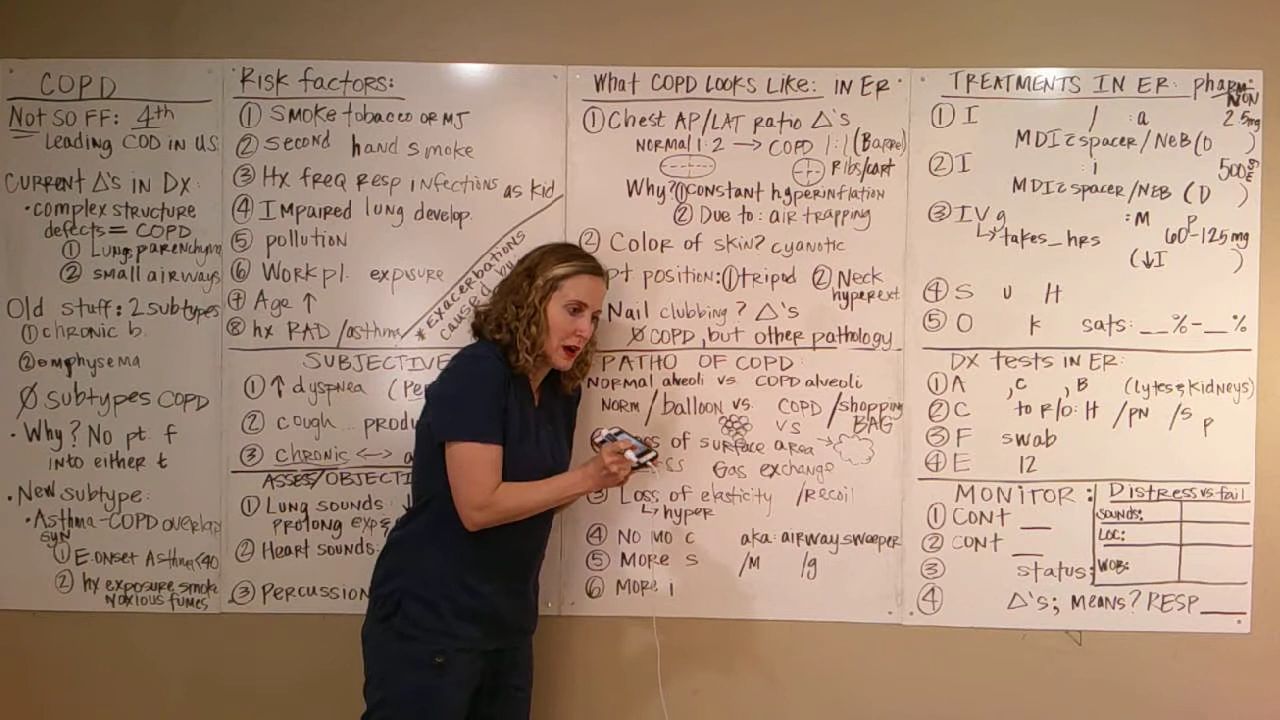 COPD
Not SO FF: 4th
Leading COD in US
Current Δ's in Dx:
• complex structure
defects = COPD
① Lung parenchyma
② small airways
Old stuff: 2 subtypes
① chronic b.
② emphysema
Ø subtypes COPD
• Why? No pt. f
into either t
• New subtype:
• Asthma-COPD overlap
syn
① E.onset Asthma <40
② hx exposure smoke
noxious fumes
Risk factors:
① Smoke tobacco or MJ
② Second hand smoke
③ Hx freq Resp infections as kid
④ Impaired lung develop.
⑤ pollution
⑥ Workpl. exposure
⑦ Age ↑
⑧ hx RAD/asthma
* Exacerbations
caused by:
SUBJECTIVE
① ↑ dyspnea (Per
② cough... produ
③ chronic <-> a
ASSES/OBJECTI
① Lung sounds: ↓
prolong exp
② Heart sounds:
③ Percussion
What COPD Looks Like: in ER
① Chest AP/LAT ratio Δ's
NORMAL 1:2 → COPD 1:1 (Barrel)
Ribs/cart
Why? ① constant hyperinflation
② Due to: air trapping
② Color of skin? cyanotic
pt position: ① tripod ② Neck
hyperext.
Nail clubbing? Δ's
Ø COPD, but other pathology
PATHO OF COPD:
Normal alveoli vs. COPD alveoli
NORM/balloon vs. COPD/shopping
BAG
VS
ss of surface area
ss Gas exchange
③ Loss of elasticity /recoil
↳ hyper
④ No mo c aka: airway sweeper
⑤ More s /M /g
⑥ More i
TREATMENTS IN ER: pharm
NON
① I / : a 2.5mg
MDI c̄ spacer/NEB (D )
② I : i 500
MDI c̄ spacer/NEB (D )
③ IV g : M P
↳ takes_hrs 60-125mg
(↓I )
④ S u H
⑤ O k sats: __%-__%
DX tests in ER:
① A ,C ,B (lytes & kidneys)
② C to R/O: H /PN /S p
③ F swab
④ E 12
MONITOR:
① CONT __
② CONT __
③ status:
④ Δ's; means? RESP____
Distress vs. fail
SOUNDS:
LOC:
WOB: